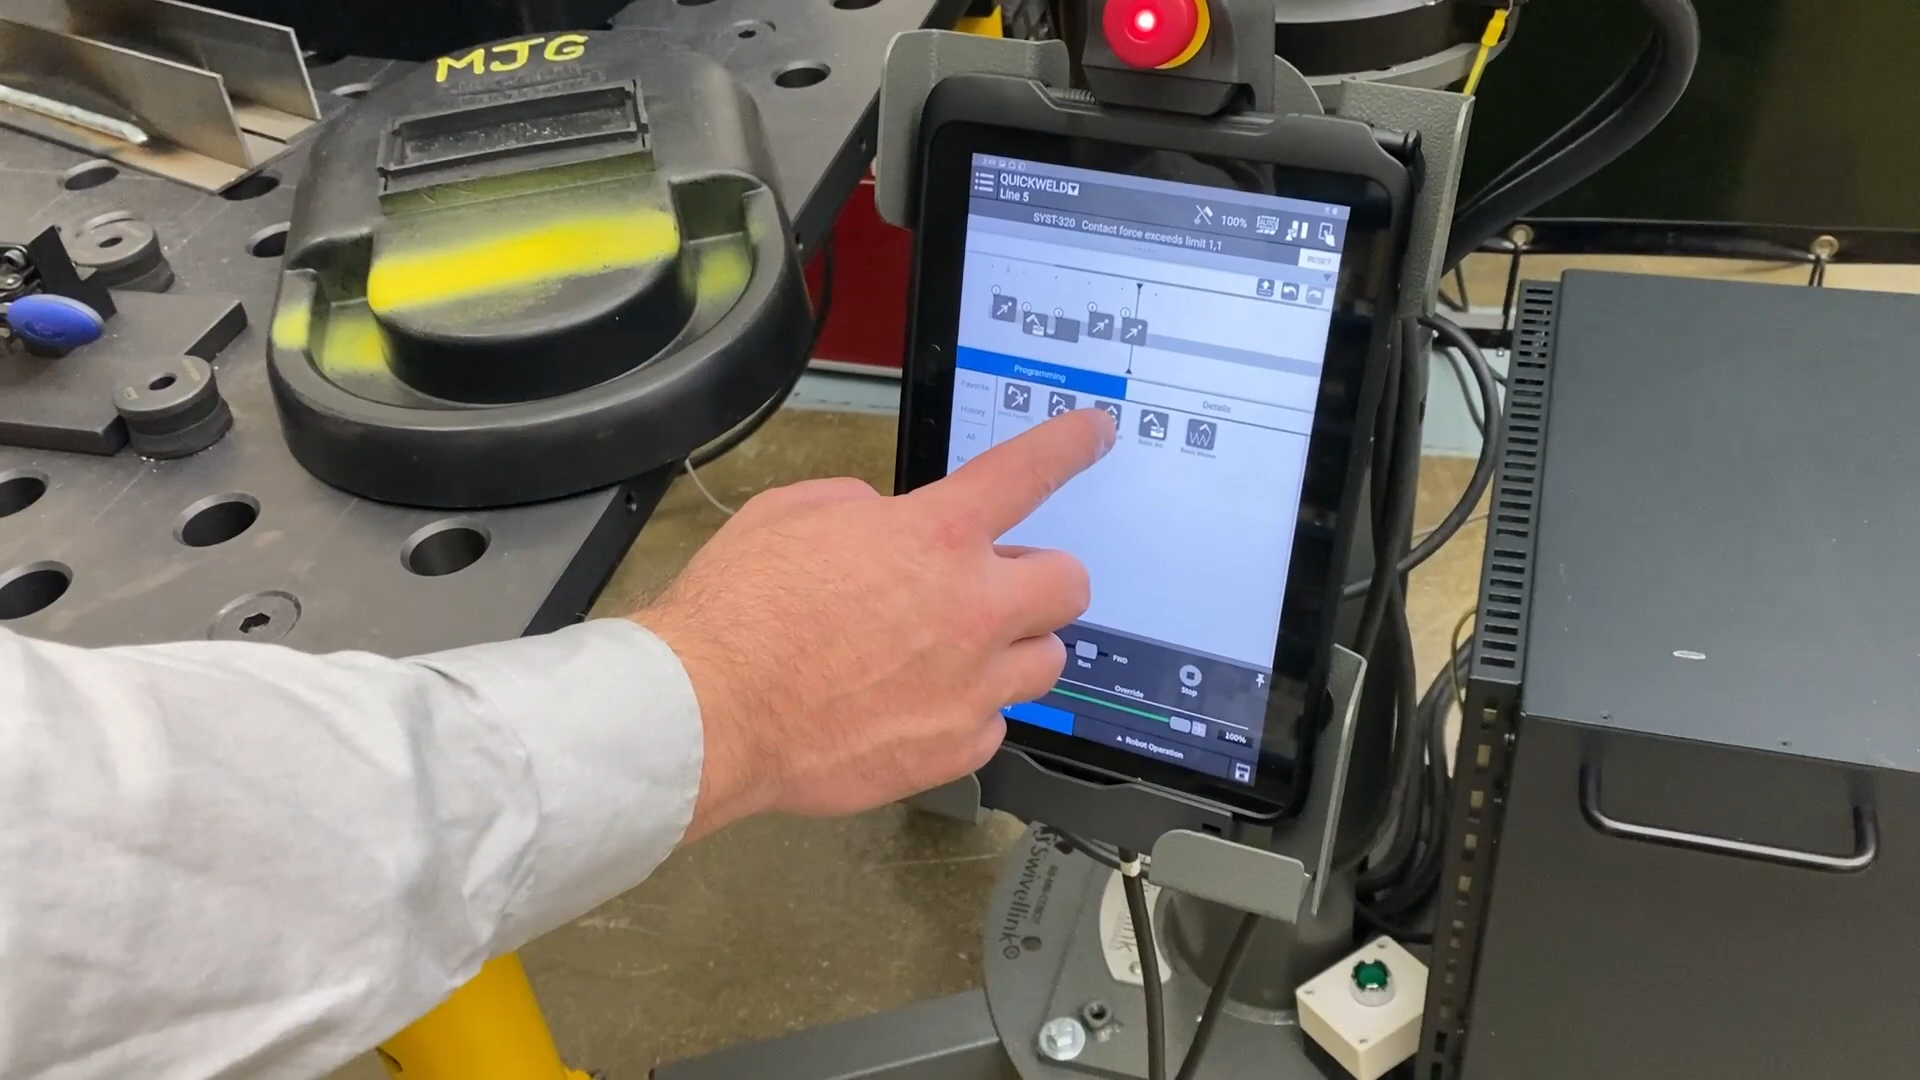 MJG
QUICKWELD
Line 5
100%
SYST-320 Contact force exceeds limit 1,1
RESET
Programming
Details
Favorite
History
All
Run
FWD
Stop
Override
100%
Robot Operation
Swivellink®